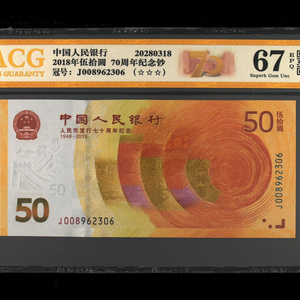 ACG
GUARANTY
中国人民银行 20280318
2018年伍拾圆 70周年纪念钞
冠号: J008962306 (☆☆☆)
70
67 EPQ
Superb Gem Unc
中国人民银行
人民币发行七十周年纪念
1948-2018
50
伍拾圆
50
J008962306